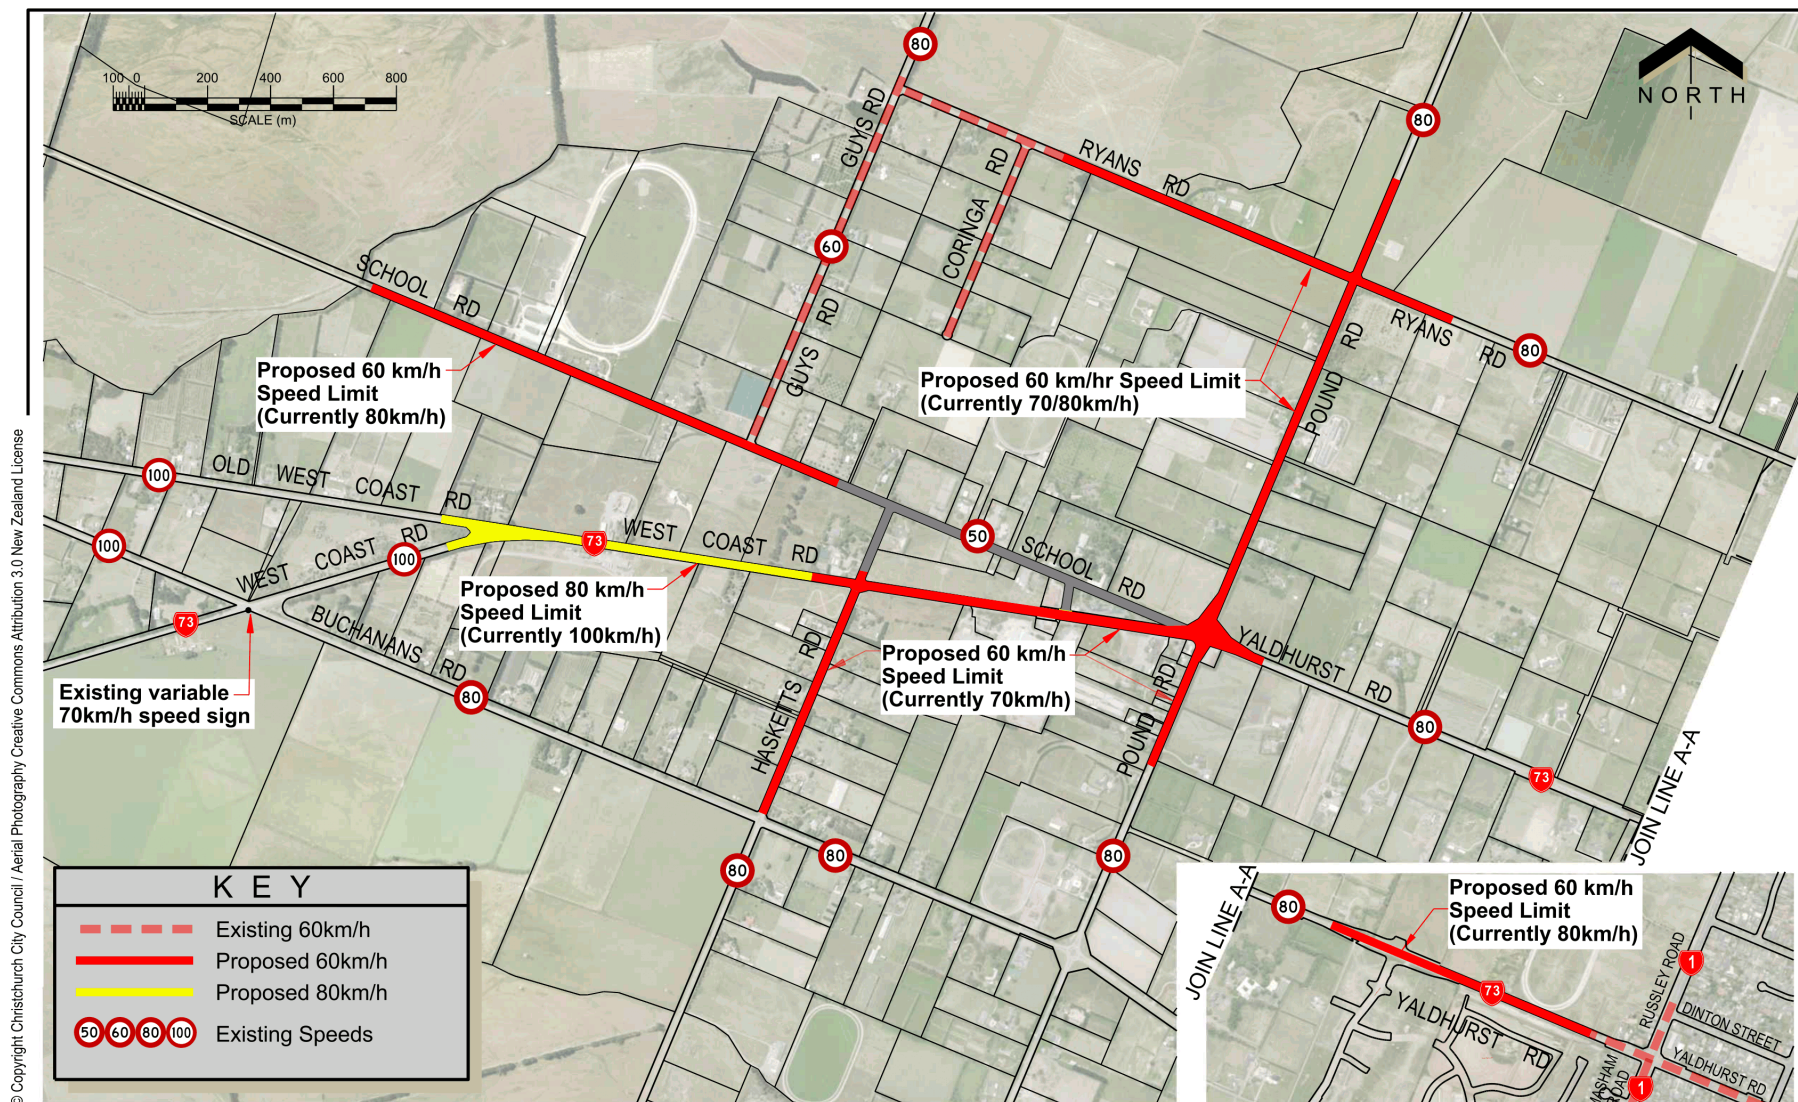 100 0 200 400 600 800
SCALE (m)
NORTH
80
80
GUYS RD
RYANS RD
CORINGA RD
60
GUYS RD
SCHOOL RD
RYANS RD
80
POUND RD
Proposed 60 km/h
Speed Limit
(Currently 80km/h)
Proposed 60 km/hr Speed Limit
(Currently 70/80km/h)
100
OLD WEST COAST RD
100
WEST COAST RD
100
73
WEST COAST RD
50
SCHOOL RD
Proposed 80 km/h
Speed Limit
(Currently 100km/h)
73
BUCHANANS RD
80
HASKETTS RD
Proposed 60 km/h
Speed Limit
(Currently 70km/h)
POUND RD
YALDHURST RD
80
73
Existing variable
70km/h speed sign
80
80
80
JOIN LINE A-A
KEY
Existing 60km/h
Proposed 60km/h
Proposed 80km/h
50 60 80 100 Existing Speeds
JOIN LINE A-A
80
Proposed 60 km/h
Speed Limit
(Currently 80km/h)
73
YALDHURST RD
RUSSLEY ROAD
1
DINTON STREET
YALDHURST RD
MASHAM
ROAD
1
© Copyright Christchurch City Council / Aerial Photography Creative Commons Attribution 3.0 New Zealand License